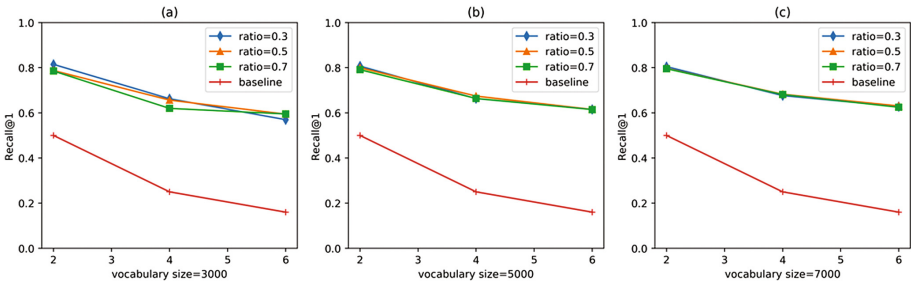 (a)
1.0
0.8
0.6
0.4
0.2
0.0
Recall@1
ratio=0.3
ratio=0.5
ratio=0.7
baseline
2 3 4 5 6
vocabulary size=3000
(b)
1.0
0.8
0.6
0.4
0.2
0.0
Recall@1
ratio=0.3
ratio=0.5
ratio=0.7
baseline
2 3 4 5 6
vocabulary size=5000
(c)
1.0
0.8
0.6
0.4
0.2
0.0
Recall@1
ratio=0.3
ratio=0.5
ratio=0.7
baseline
2 3 4 5 6
vocabulary size=7000